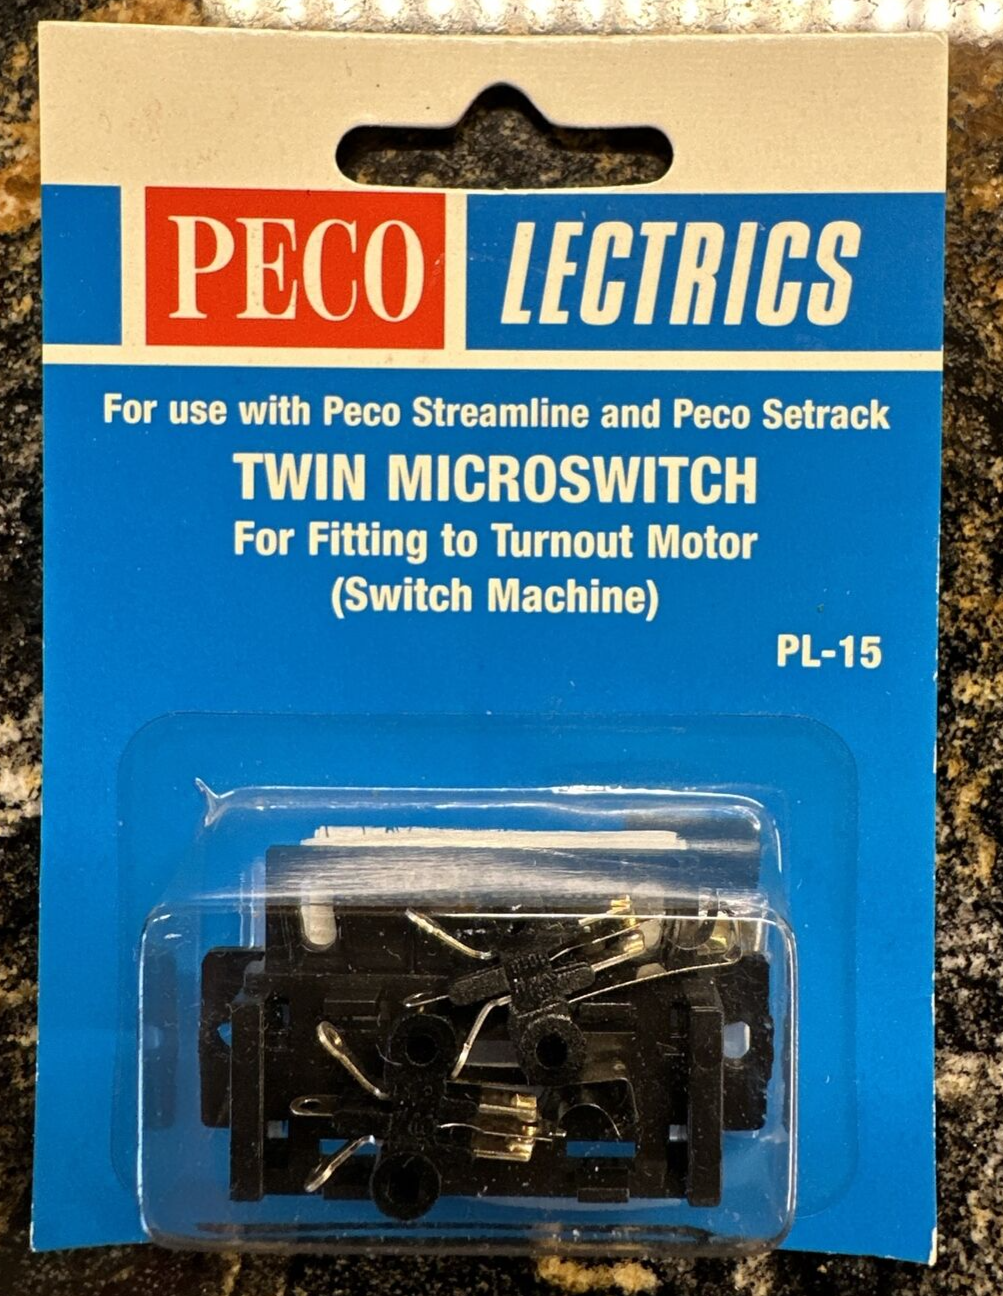 PECO LECTRICS
For use with Peco Streamline and Peco Setrack
TWIN MICROSWITCH
For Fitting to Turnout Motor
(Switch Machine)
PL-15